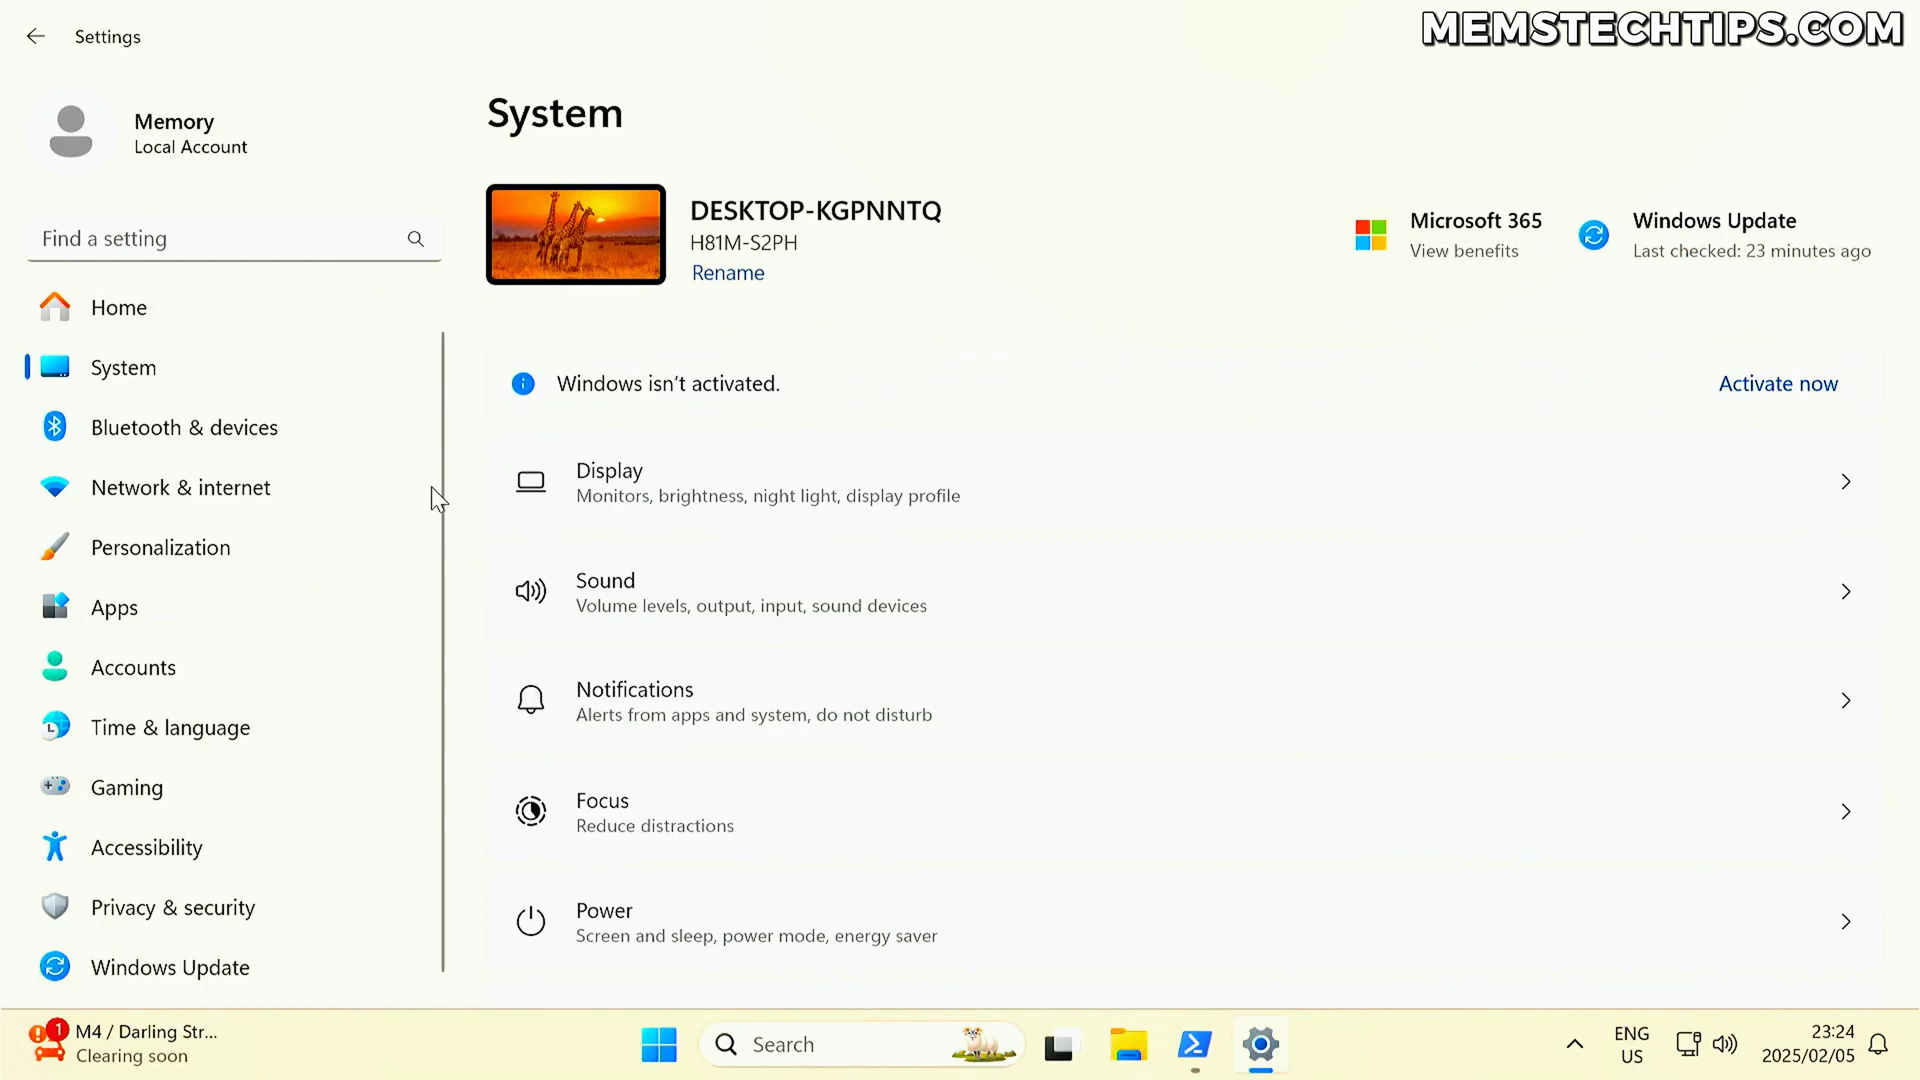 MEMSTECHTIPS.COM
Settings
Memory
Local Account
Find a setting
Home
System
Bluetooth & devices
Network & internet
Personalization
Apps
Accounts
Time & language
Gaming
Accessibility
Privacy & security
Windows Update
System
DESKTOP-KGPNNTQ
H81M-S2PH
Rename
Microsoft 365
View benefits
Windows Update
Last checked: 23 minutes ago
Windows isn't activated.
Activate now
Display
Monitors, brightness, night light, display profile
Sound
Volume levels, output, input, sound devices
Notifications
Alerts from apps and system, do not disturb
Focus
Reduce distractions
Power
Screen and sleep, power mode, energy saver
1
M4 / Darling Str...
Clearing soon
Search
ENG
US
23:24
2025/02/05